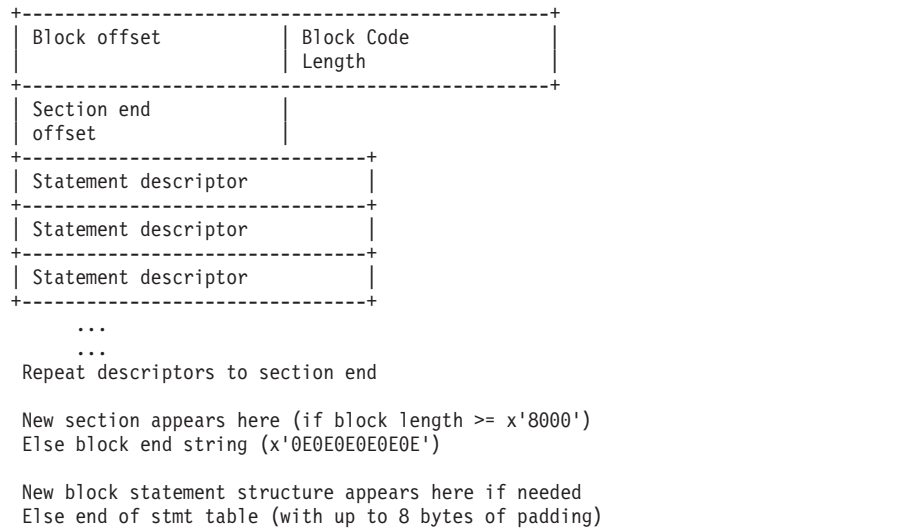 +-------------------------------------------------+
| Block offset           | Block Code             |
|                        | Length                 |
+-------------------------------------------------+
| Section end            |
| offset                 |
+--------------------------------+
| Statement descriptor           |
+--------------------------------+
| Statement descriptor           |
+--------------------------------+
| Statement descriptor           |
+--------------------------------+
      ...
      ...
 Repeat descriptors to section end

 New section appears here (if block length >= x'8000')
 Else block end string (x'0E0E0E0E0E0E')

 New block statement structure appears here if needed
 Else end of stmt table (with up to 8 bytes of padding)